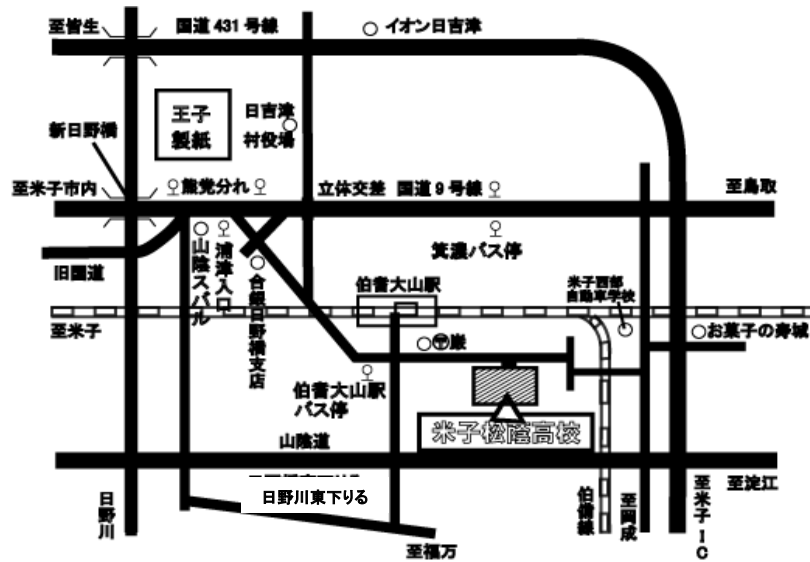 至皆生
国道431号線
イオン日吉津
王子
製紙
日吉津
村役場
新日野橋
至米子市内
熊党分れ
立体交差
国道9号線
至鳥取
旧国道
山陰スバル
浦津入口
合銀日野橋支店
箕濃バス停
伯耆大山駅
米子西部
自動車学校
至米子
お菓子の寿城
〒巌
伯耆大山駅
バス停
米子松蔭高校
山陰道
日野川東下りる
日野川
伯備線
至岡成
至米子IC
至淀江
至福万